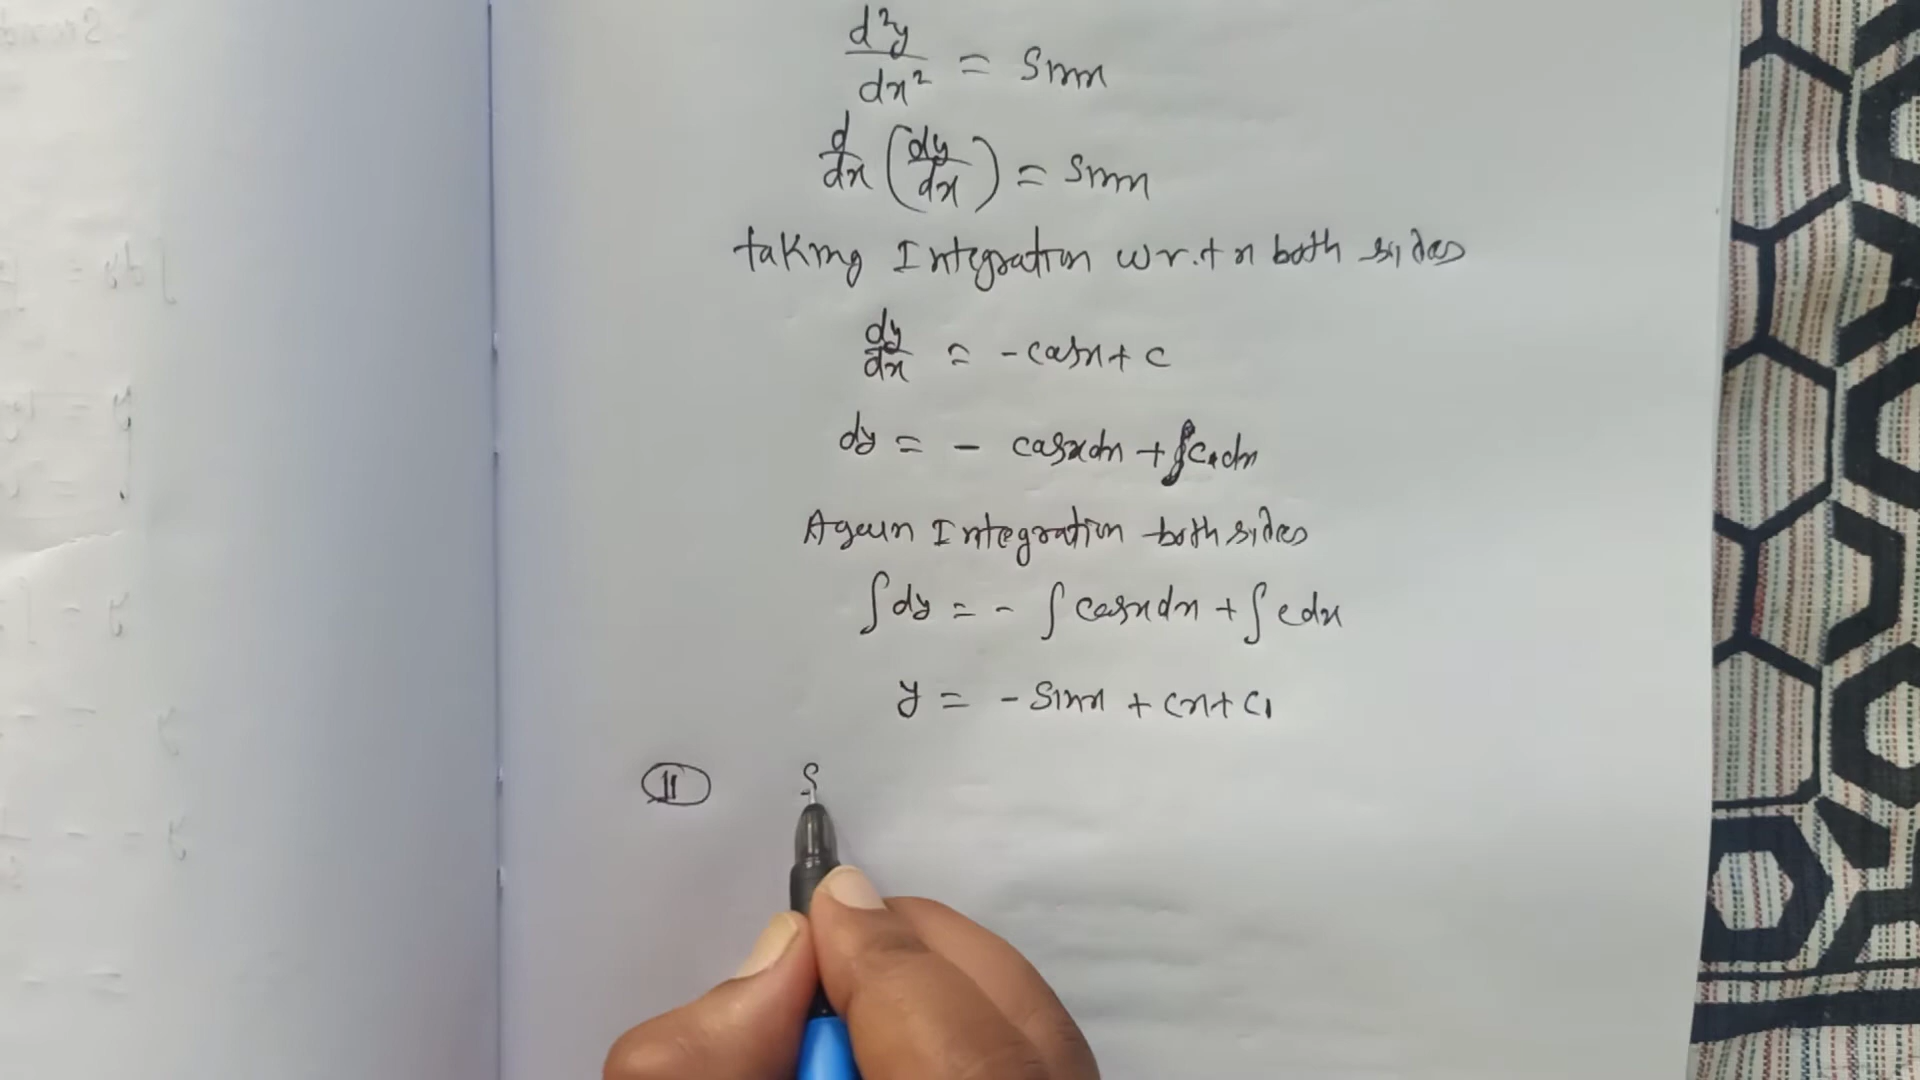 d²y/dx² = Sinx
d/dx (dy/dx) = Sinx
taking Integration w.r.t x both sides
dy/dx = - cosx + c
dy = - cosxdx + c.dx
Again Integration both sides
∫dy = - ∫cosxdx + ∫cdx
y = - Sinx + cx + c₁
11 S